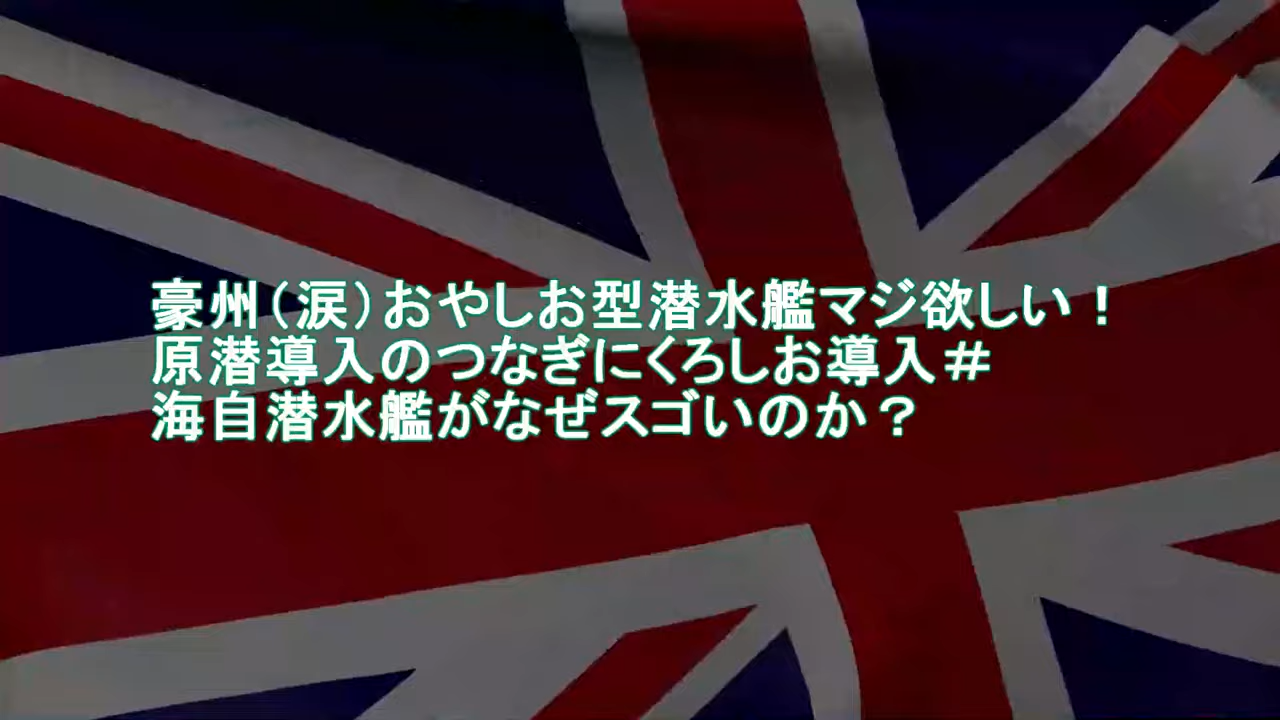 豪州（涙）おやしお型潜水艦マジ欲しい！
原潜導入のつなぎにくろしお導入＃
海自潜水艦がなぜスゴいのか？